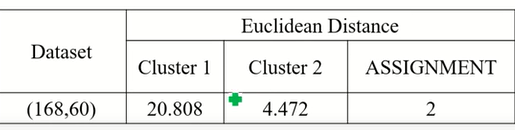 Dataset
Euclidean Distance
Cluster 1
Cluster 2
ASSIGNMENT
(168,60)
20.808
4.472
2